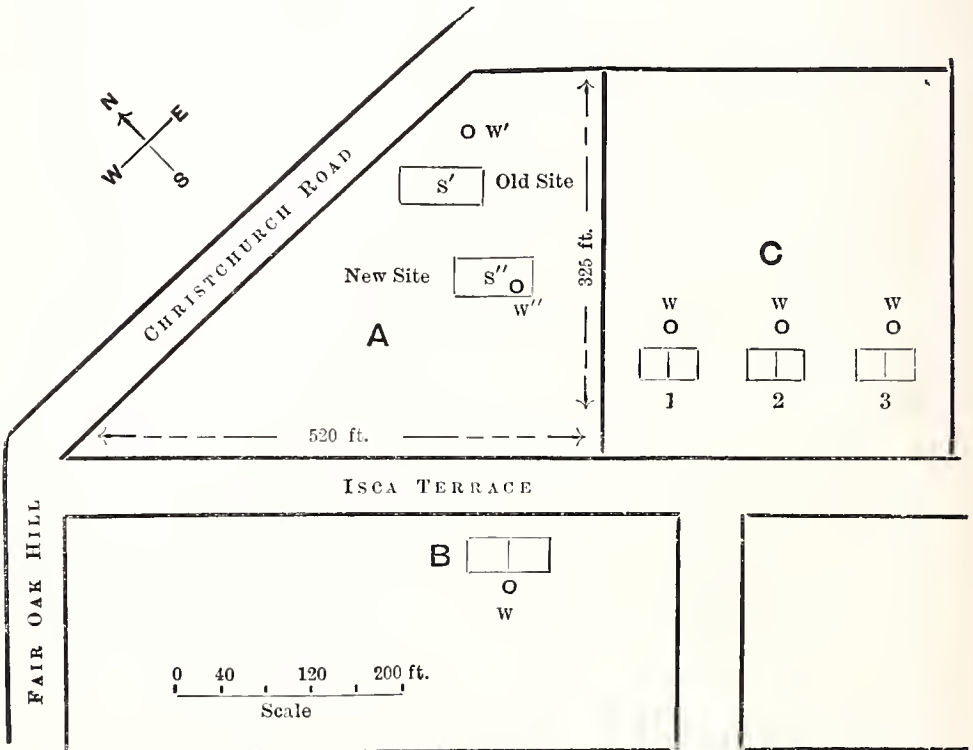 N
E
W
S
CHRISTCHURCH ROAD
W'
S'
Old Site
New Site
S''
W''
A
325 ft.
520 ft.
C
W
W
W
1
2
3
ISCA TERRACE
FAIR OAK HILL
B
W
0 40 120 200 ft.
Scale